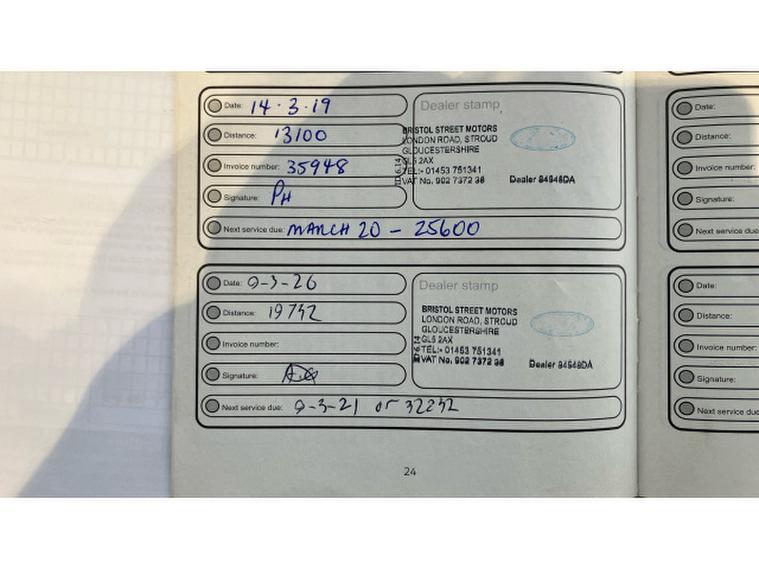 Date: 14.3.19
Distance: 13100
Invoice number: 35948
Signature: PH
Next service due: MARCH 20 - 25600
Dealer stamp
BRISTOL STREET MOTORS
LONDON ROAD, STROUD
GLOUCESTERSHIRE
GL5 2AX
TEL:- 01453 751341
VAT No. 902 7372 38
Dealer 84948DA
Date: 9-3-20
Distance: 19732
Invoice number:
Signature:
Next service due: 9-3-21 or 32232
Dealer stamp
BRISTOL STREET MOTORS
LONDON ROAD, STROUD
GLOUCESTERSHIRE
GL5 2AX
TEL:- 01453 751341
VAT No. 902 7372 38
Dealer 84948DA
24
Date:
Distance:
Invoice number:
Signature:
Next service due:
Date:
Distance:
Invoice number:
Signature:
Next service due: